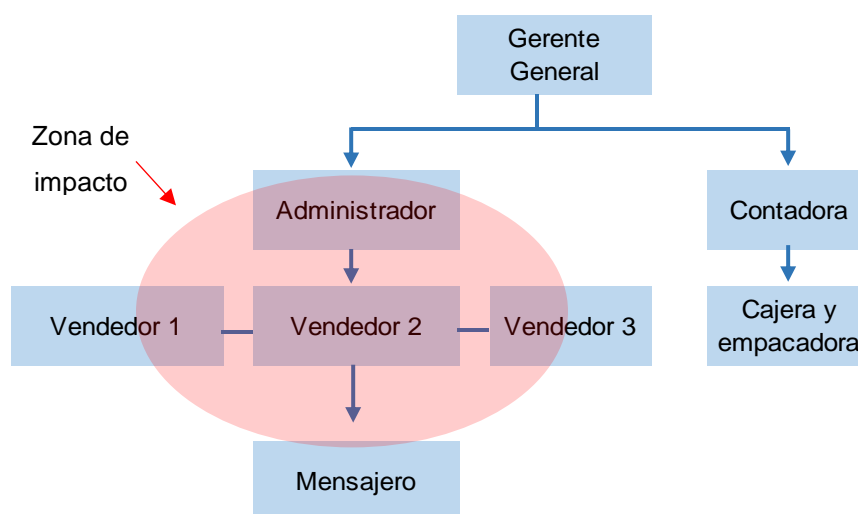 Gerente
General
Zona de
impacto
Administrador
Contadora
Vendedor 1
Vendedor 2
Vendedor 3
Cajera y
empacadora
Mensajero